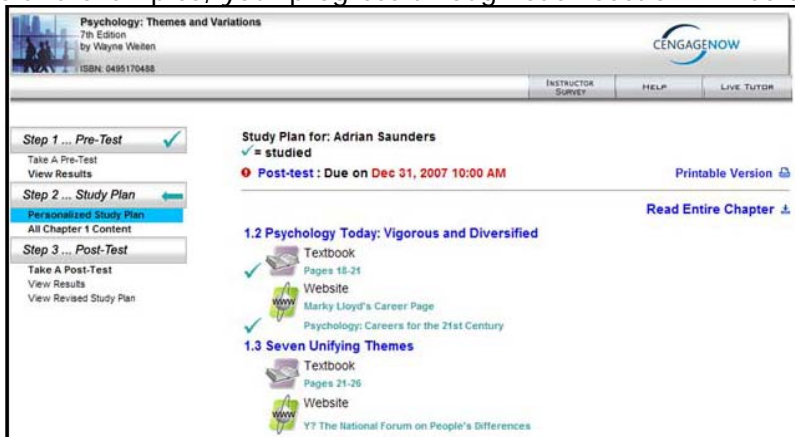 Psychology: Themes and Variations
7th Edition
by Wayne Weiten
ISBN: 0495170488
CENGAGENOW
INSTRUCTOR SURVEY
HELP
LIVE TUTOR
Step 1 ... Pre-Test
Take A Pre-Test
View Results
Step 2 ... Study Plan
Personalized Study Plan
All Chapter 1 Content
Step 3 ... Post-Test
Take A Post-Test
View Results
View Revised Study Plan
Study Plan for: Adrian Saunders
✓= studied
Post-test : Due on Dec 31, 2007 10:00 AM
Printable Version
Read Entire Chapter
1.2 Psychology Today: Vigorous and Diversified
Textbook
Pages 18-21
Website
www
Marky Lloyd's Career Page
Psychology: Careers for the 21st Century
1.3 Seven Unifying Themes
Textbook
Pages 21-26
Website
www
Y? The National Forum on People's Differences